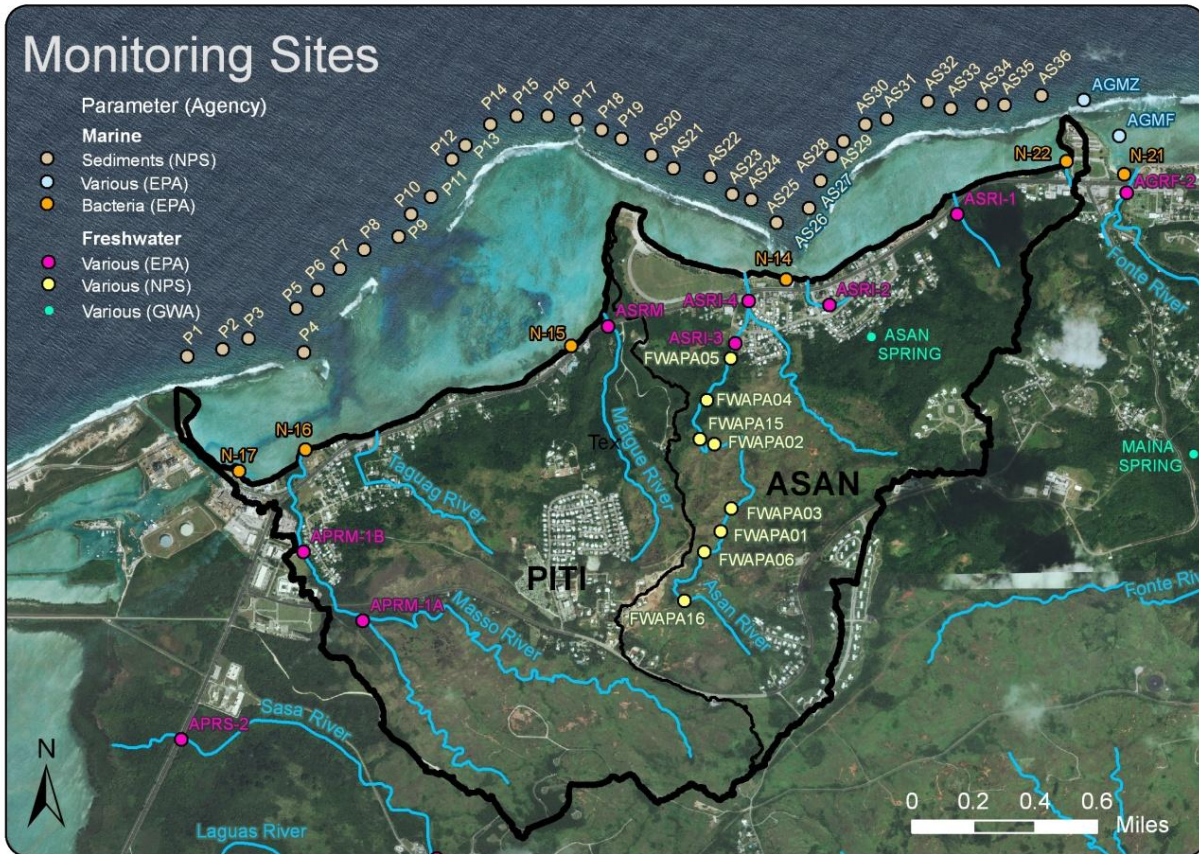 Monitoring Sites
Parameter (Agency)
Marine
Sediments (NPS)
Various (EPA)
Bacteria (EPA)
Freshwater
Various (EPA)
Various (NPS)
Various (GWA)
P1
P2
P3
P4
P5
P6
P7
P8
P9
P10
P11
P12
P13
P14
P15
P16
P17
P18
P19
AS20
AS21
AS22
AS23
AS24
AS25
AS26
AS27
AS28
AS29
AS30
AS31
AS32
AS33
AS34
AS35
AS36
AGMZ
AGMF
N-22
N-21
AGRF-2
ASRI-1
Fonte River
N-14
ASRI-4
ASRI-2
ASRM
ASRI-3
N-15
ASAN
SPRING
FWAPA05
FWAPA04
FWAPA15
FWAPA02
Tex
Matgue River
N-16
N-17
Taguag River
MAINA
SPRING
ASAN
FWAPA03
FWAPA01
FWAPA06
APRM-1B
PITI
FWAPA16
Asan River
APRM-1A
Masso River
Fonte Riv
Sasa River
APRS-2
N
Laguas River
0 0.2 0.4 0.6
Miles